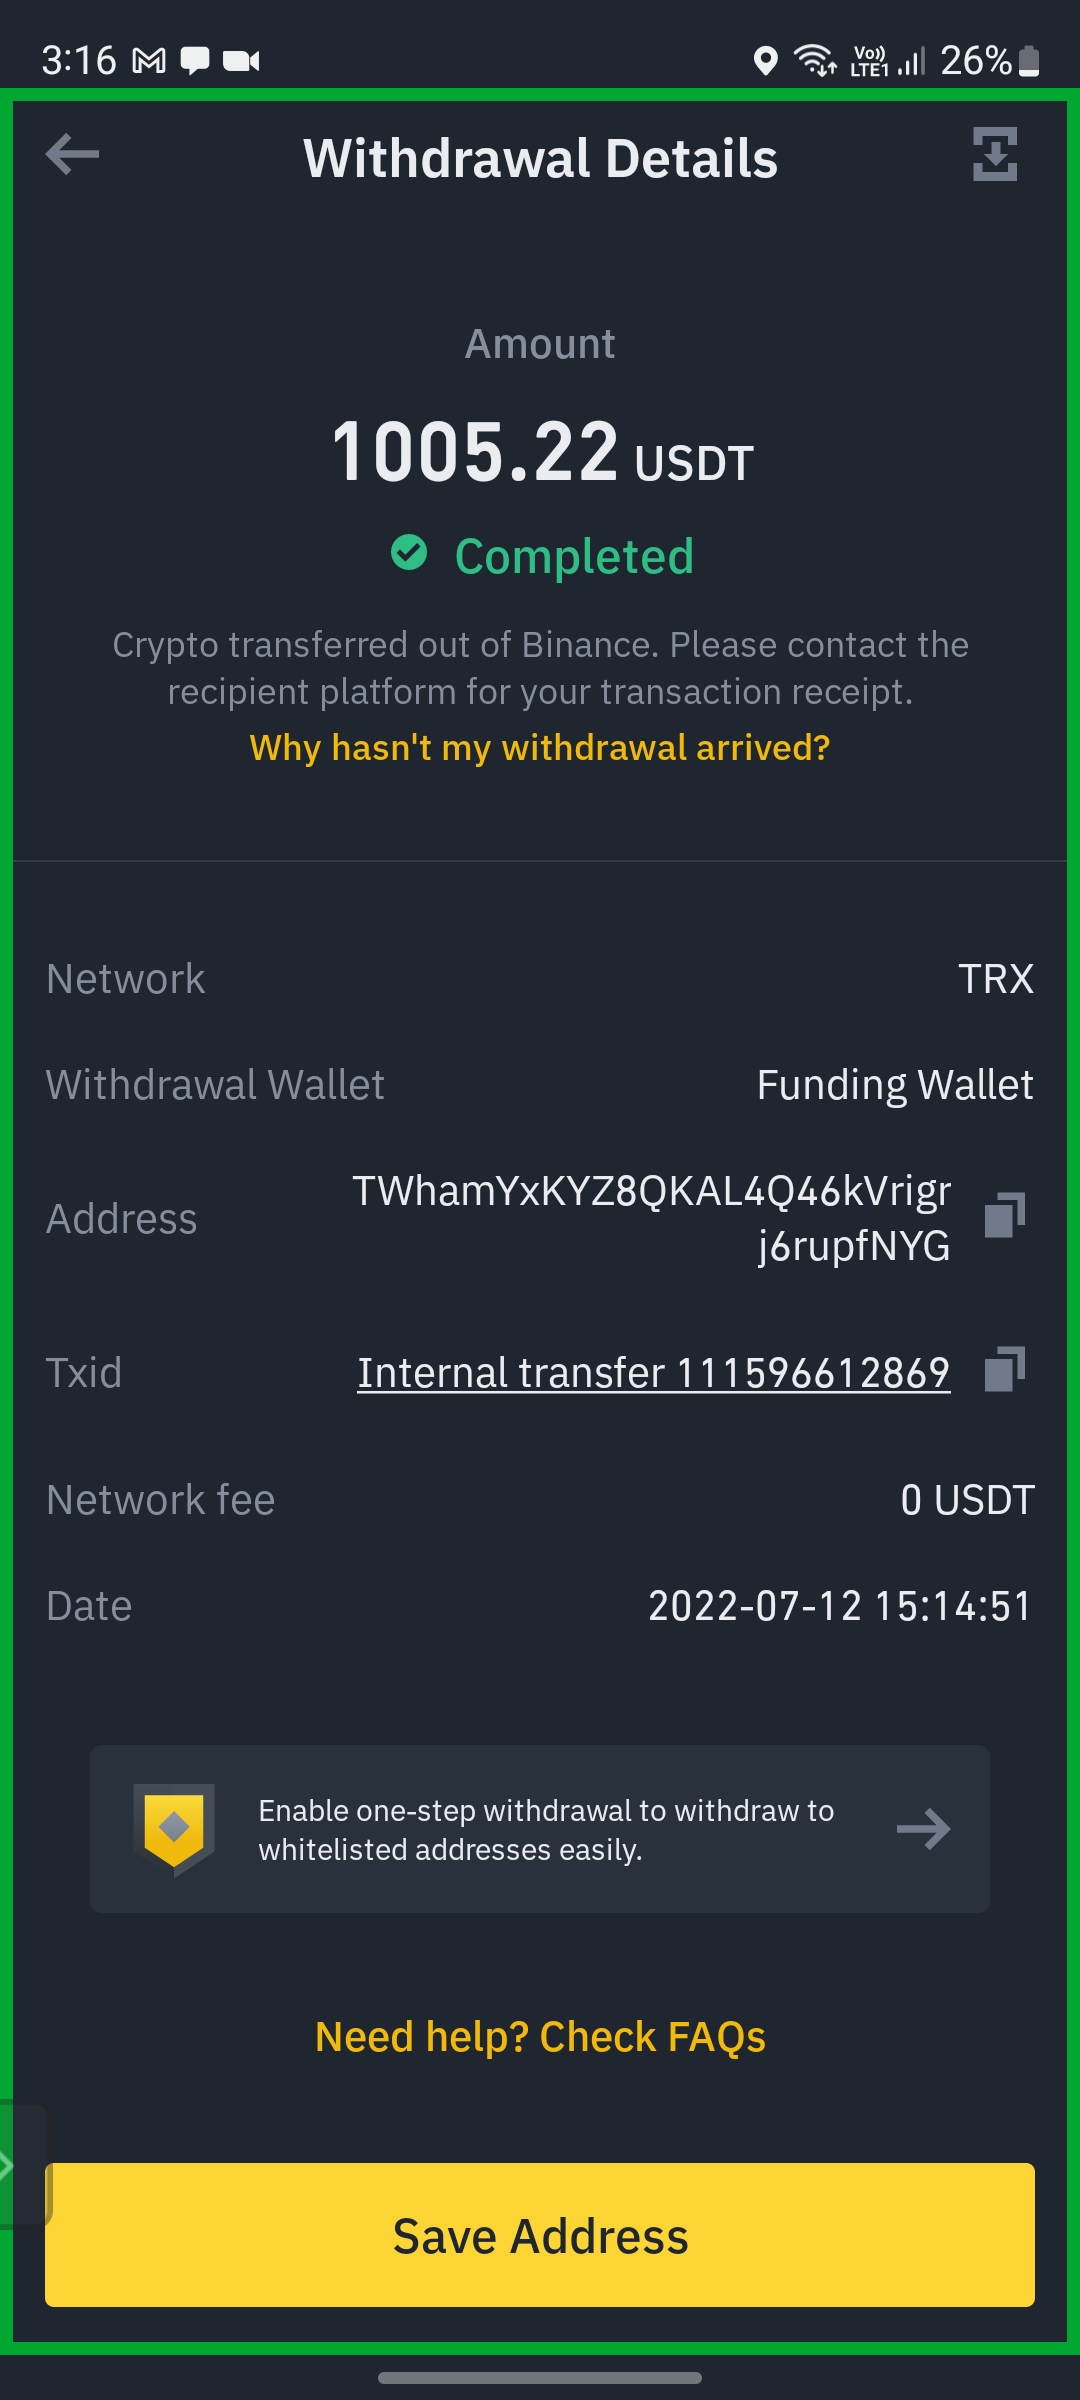 3:16
Vo))
LTE1
26%
Withdrawal Details
Amount
1005.22 USDT
Completed
Crypto transferred out of Binance. Please contact the
recipient platform for your transaction receipt.
Why hasn't my withdrawal arrived?
Network TRX
Withdrawal Wallet Funding Wallet
Address TWhamYxKYZ8QKAL4Q46kVrigr
j6rupfNYG
Txid Internal transfer 111596612869
Network fee 0 USDT
Date 2022-07-12 15:14:51
Enable one-step withdrawal to withdraw to
whitelisted addresses easily.
Need help? Check FAQs
Save Address